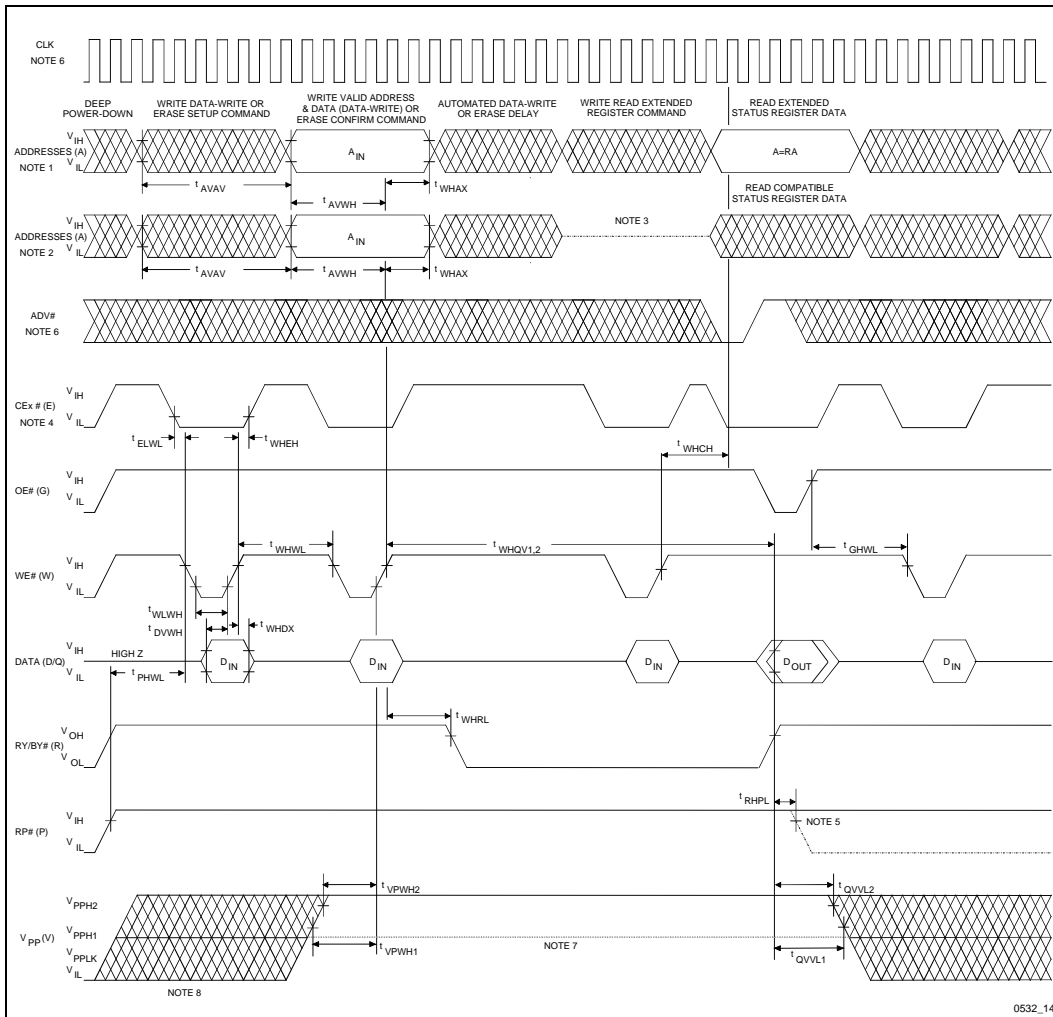 CLK
NOTE 6
DEEP
POWER-DOWN
WRITE DATA-WRITE OR
ERASE SETUP COMMAND
WRITE VALID ADDRESS
& DATA (DATA-WRITE) OR
ERASE CONFIRM COMMAND
AUTOMATED DATA-WRITE
OR ERASE DELAY
WRITE READ EXTENDED
REGISTER COMMAND
READ EXTENDED
STATUS REGISTER DATA
V IH
ADDRESSES (A)
NOTE 1 V IL
A IN
A=RA
t AVAV
t AVWH
t WHAX
READ COMPATIBLE
STATUS REGISTER DATA
V IH
ADDRESSES (A)
NOTE 2 V IL
A IN
NOTE 3
t AVAV
t AVWH
t WHAX
ADV#
NOTE 6
V IH
CEx # (E)
NOTE 4 V IL
t ELWL
t WHEH
t WHCH
V IH
OE# (G)
V IL
t WHWL
t WHQV1,2
t GHWL
V IH
WE# (W)
V IL
t WLWH
t DVWH
t WHDX
V IH
DATA (D/Q)
V IL
HIGH Z
D IN
D IN
D IN
D OUT
D IN
t PHWL
t WHRL
V OH
RY/BY# (R)
V OL
t RHPL
V IH
RP# (P)
V IL
NOTE 5
t VPWH2
t QVVL2
V PPH2
V PP (V)
V PPH1
V PPLK
V IL
t VPWH1
NOTE 7
t QVVL1
NOTE 8
0532_14